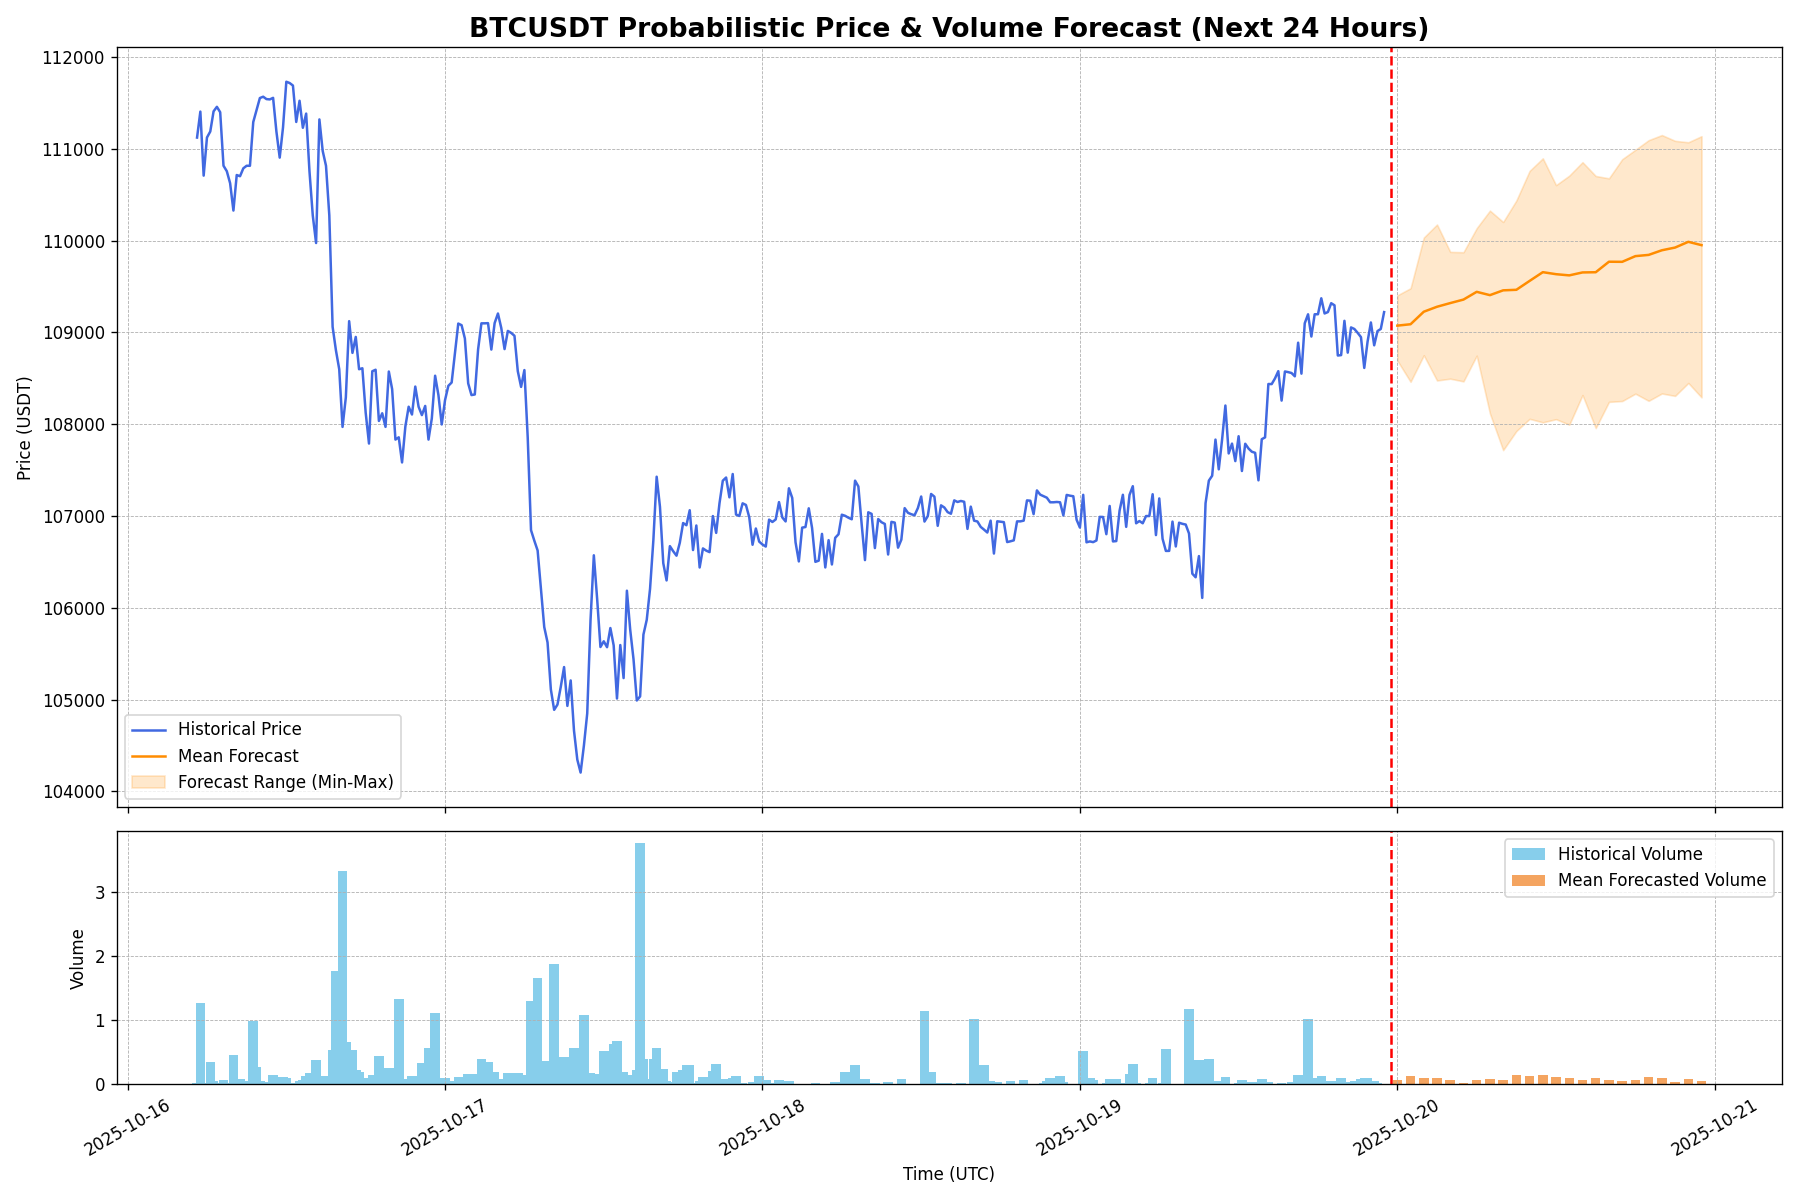 BTCUSDT Probabilistic Price & Volume Forecast (Next 24 Hours)
112000
111000
110000
109000
108000
107000
106000
105000
104000
Price (USDT)
Historical Price
Mean Forecast
Forecast Range (Min-Max)
3
2
1
0
Volume
Historical Volume
Mean Forecasted Volume
2025-10-16
2025-10-17
2025-10-18
2025-10-19
2025-10-20
2025-10-21
Time (UTC)